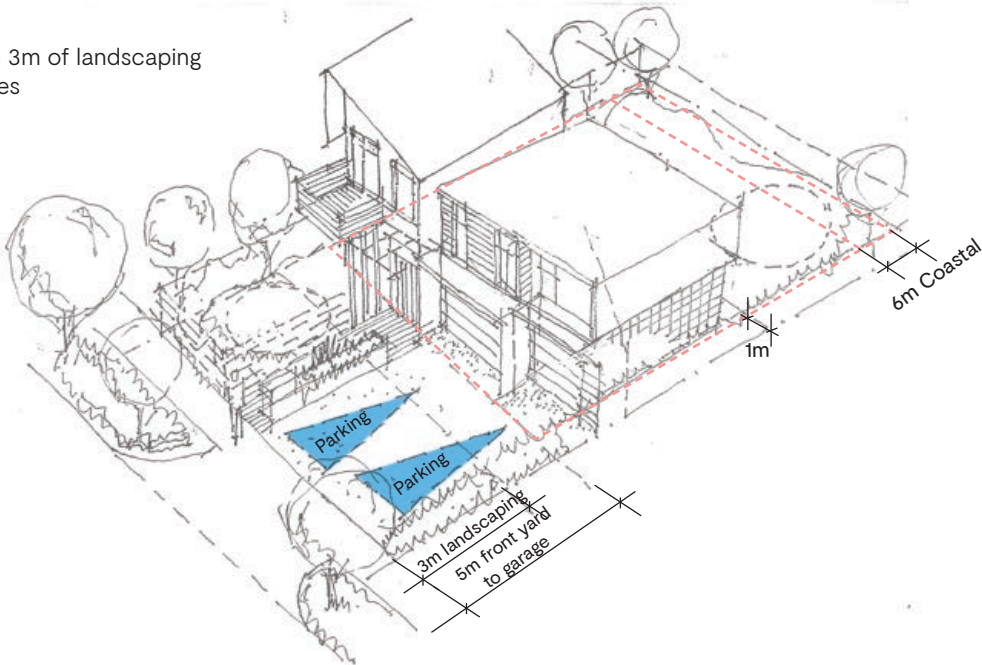 3m of landscaping
es
6m Coastal
1m
Parking
Parking
3m landscaping
5m front yard
to garage